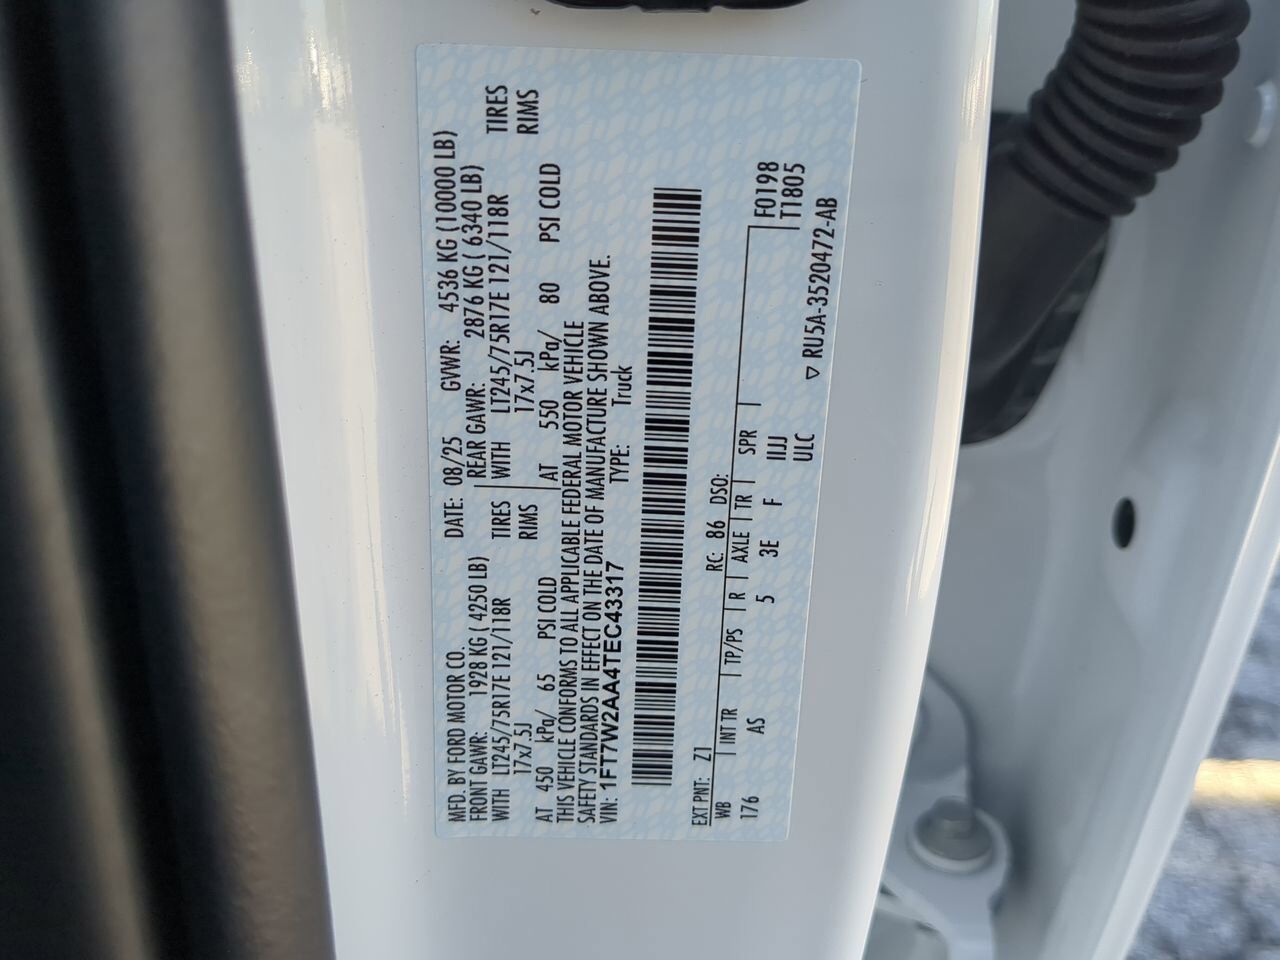 MFD. BY FORD MOTOR CO.
DATE: 08/25 GVWR: 4536 KG (10000 LB)
FRONT GAWR: 1928 KG ( 4250 LB)
REAR GAWR: 2876 KG ( 6340 LB)
WITH LT245/75R17E 121/118R TIRES
WITH LT245/75R17E 121/118R TIRES
17x7.5J RIMS
17x7.5J RIMS
AT 450 kPa/ 65 PSI COLD
AT 550 kPa/ 80 PSI COLD
THIS VEHICLE CONFORMS TO ALL APPLICABLE FEDERAL MOTOR VEHICLE
SAFETY STANDARDS IN EFFECT ON THE DATE OF MANUFACTURE SHOWN ABOVE.
VIN: 1FT7W2AA4TEC43317 TYPE: Truck
EXT PNT: Z1 RC: 86 DSO:
WB INT TR TP/PS R AXLE TR SPR F0198
176 AS 5 3E F IIJJ T1805
ULC ▽ RU5A-3520472-AB